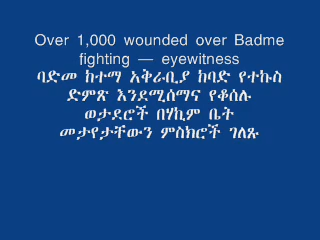 Over 1,000 wounded over Badme
fighting — eyewitness
ባድመ ከተማ አቅራቢያ ከባድ የተኩስ
ድምጽ እንደሚሰማና የቆሰሉ
ወታደሮች በሃኪም ቤት
መታየታቸውን ምስክሮች ገለጹ